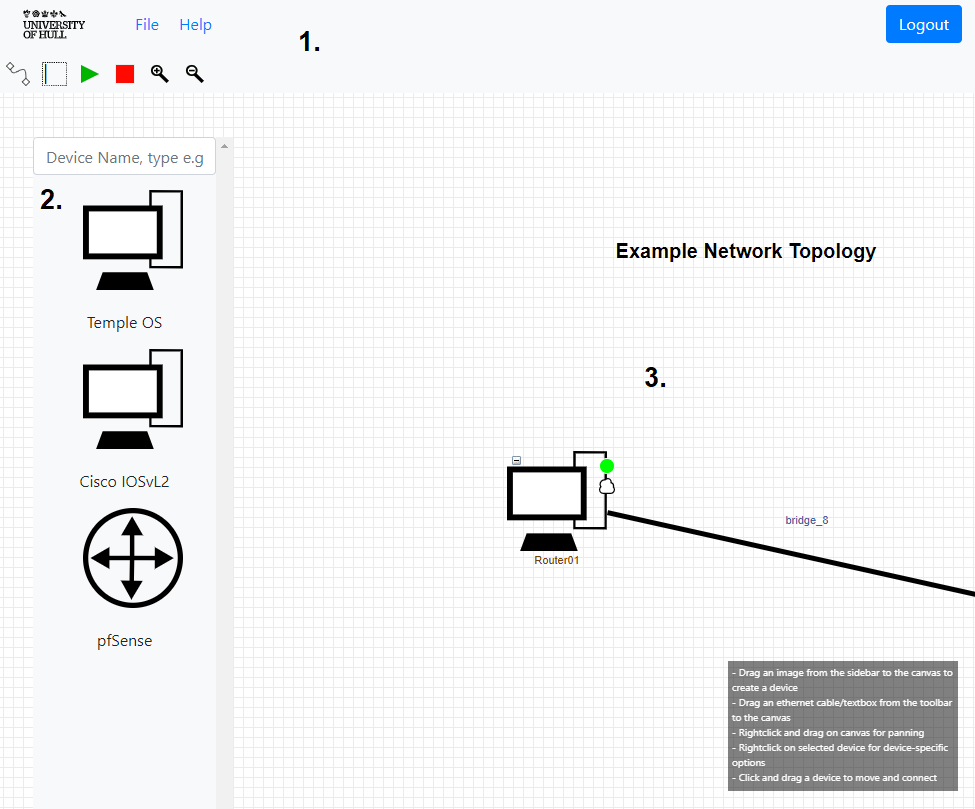 UNIVERSITY
OF HULL
File Help
Logout
1.
Device Name, type e.g
2.
Temple OS
Cisco IOSvL2
pfSense
Example Network Topology
3.
bridge_8
Router01
- Drag an image from the sidebar to the canvas to
create a device
- Drag an ethernet cable/textbox from the toolbar
to the canvas
- Rightclick and drag on canvas for panning
- Rightclick on selected device for device-specific
options
- Click and drag a device to move and connect